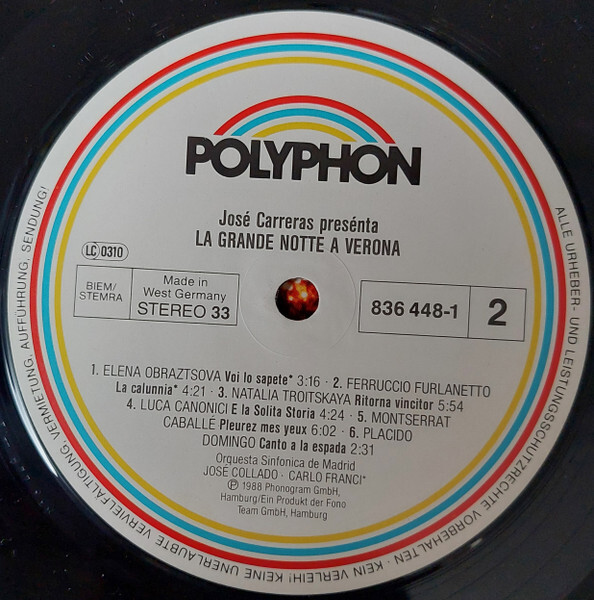 POLYPHON
José Carreras presénta
LA GRANDE NOTTE A VERONA
LC 0310
BIEM/
STEMRA
Made in
West Germany
STEREO 33
836 448-1
2
1. ELENA OBRAZTSOVA Voi lo sapete* 3:16 · 2. FERRUCCIO FURLANETTO
La calunnia* 4:21 · 3. NATALIA TROITSKAYA Ritorna vincitor 5:54
4. LUCA CANONICI E la Solita Storia 4:24 · 5. MONTSERRAT
CABALLÉ Pleurez mes yeux 6:02 · 6. PLACIDO
DOMINGO Canto a la espada 2:31
Orquesta Sinfonica de Madrid
JOSÉ COLLADO · CARLO FRANCI*
Ⓟ 1988 Phonogram GmbH,
Hamburg/Ein Produkt der Fono
Team GmbH, Hamburg
ALLE URHEBER- UND LEISTUNGSSCHUTZRECHTE VORBEHALTEN · KEIN VERLEIH! KEINE UNERLAUBTE VERVIELFÄLTIGUNG, VERMIETUNG, AUFFÜHRUNG, SENDUNG!